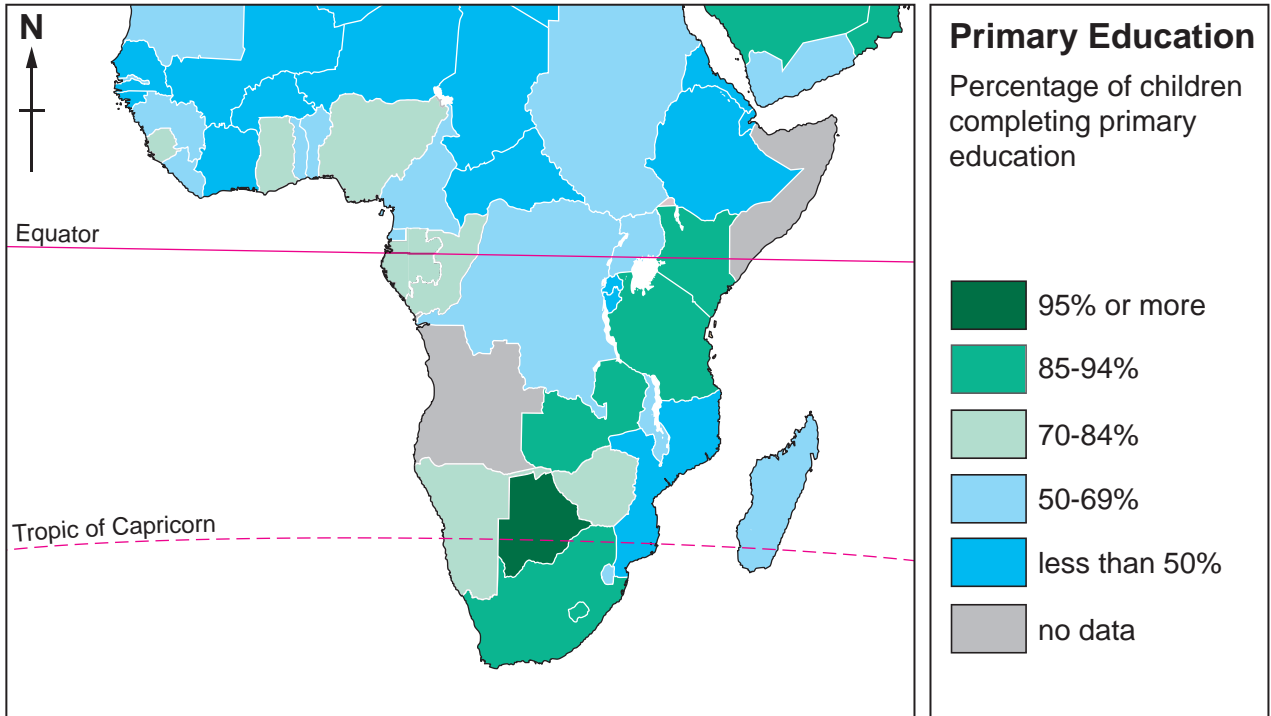 N
Equator
Tropic of Capricorn
Primary Education
Percentage of children
completing primary
education
95% or more
85-94%
70-84%
50-69%
less than 50%
no data